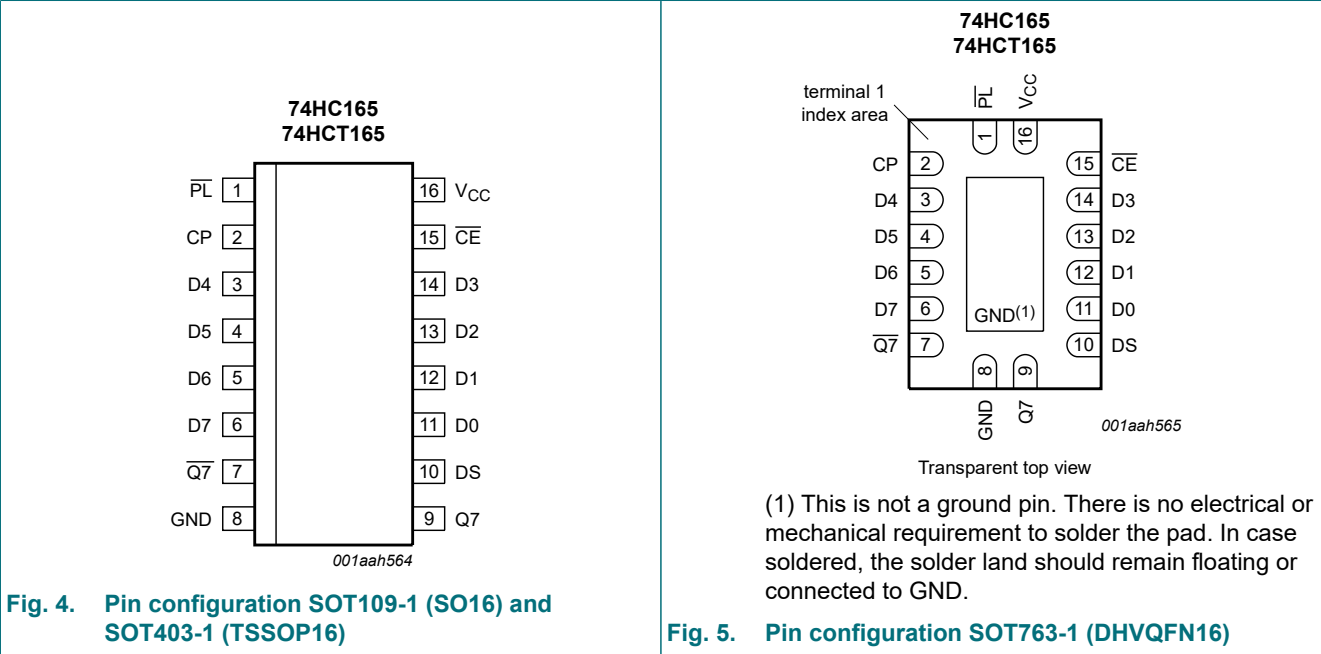 74HC165
74HCT165
P̅L̅ 1
16 VCC
CP 2
15 C̅E̅
D4 3
14 D3
D5 4
13 D2
D6 5
12 D1
D7 6
11 D0
Q̅7̅ 7
10 DS
GND 8
9 Q7
001aah564
Fig. 4. Pin configuration SOT109-1 (SO16) and
SOT403-1 (TSSOP16)
74HC165
74HCT165
terminal 1
index area
P̅L̅
VCC
1
16
CP 2
15 C̅E̅
D4 3
14 D3
D5 4
13 D2
D6 5
12 D1
D7 6
GND(1)
11 D0
Q̅7̅ 7
10 DS
8
9
GND
Q7
001aah565
Transparent top view
(1) This is not a ground pin. There is no electrical or
mechanical requirement to solder the pad. In case
soldered, the solder land should remain floating or
connected to GND.
Fig. 5. Pin configuration SOT763-1 (DHVQFN16)